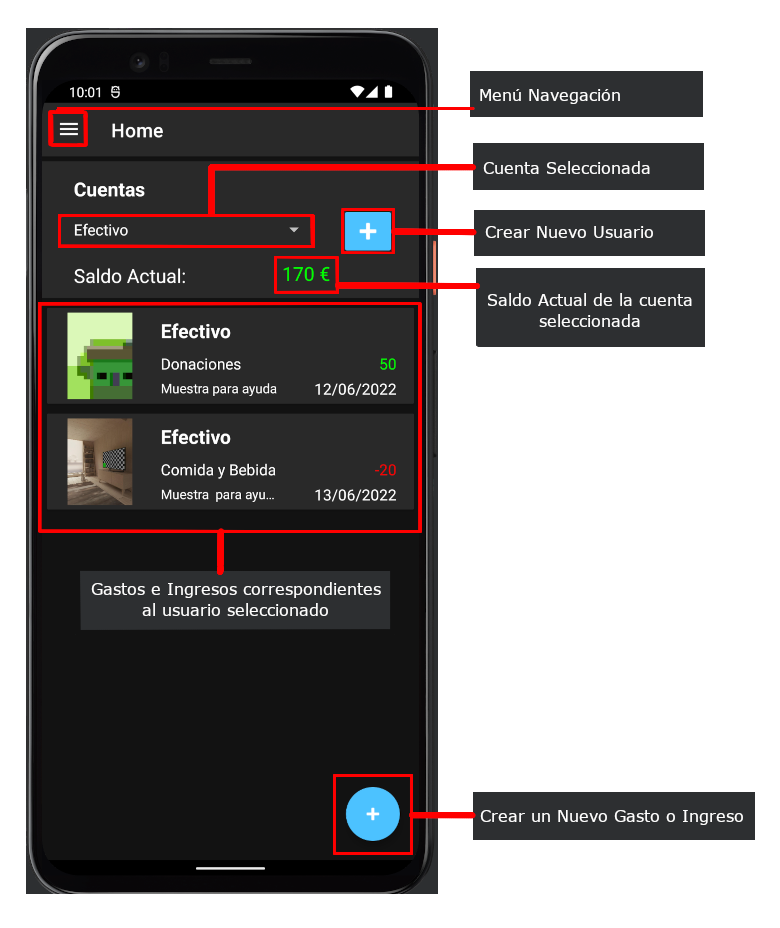 10:01
Menú Navegación
Home
Cuenta Seleccionada
Cuentas
Efectivo
Crear Nuevo Usuario
Saldo Actual:
170 €
Saldo Actual de la cuenta
seleccionada
Efectivo
Donaciones
50
Muestra para ayuda
12/06/2022
Efectivo
Comida y Bebida
-20
Muestra para ayu...
13/06/2022
Gastos e Ingresos correspondientes
al usuario seleccionado
Crear un Nuevo Gasto o Ingreso